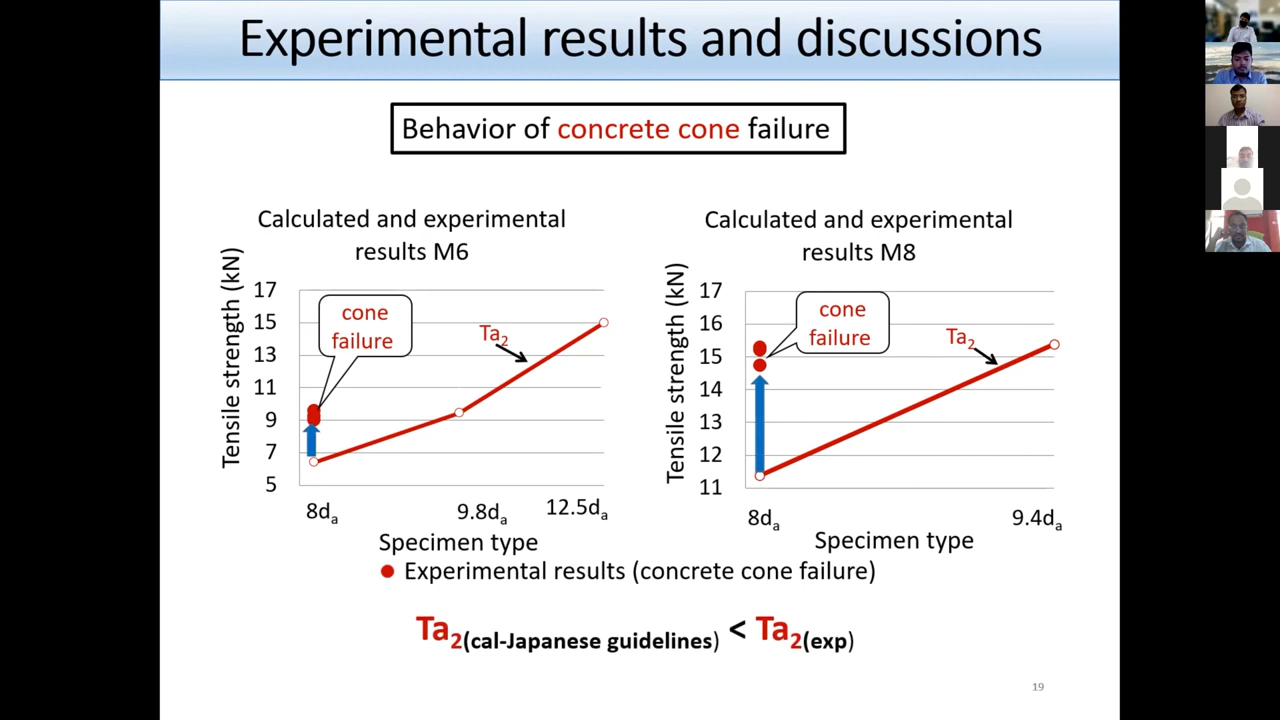 Experimental results and discussions
Behavior of concrete cone failure
Calculated and experimental
results M6
Tensile strength (kN)
17
15
13
11
9
7
5
cone
failure
Ta2
8da
9.8da
12.5da
Specimen type
Calculated and experimental
results M8
Tensile strength (kN)
17
16
15
14
13
12
11
cone
failure
Ta2
8da
9.4da
Specimen type
Experimental results (concrete cone failure)
Ta2(cal-Japanese guidelines) < Ta2(exp)
19